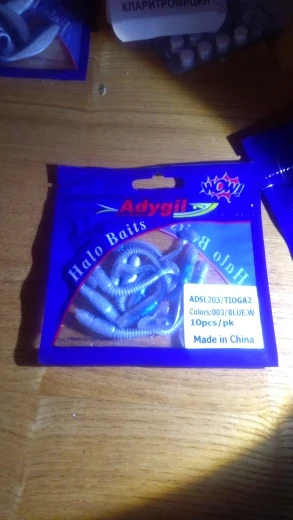 КЛАРИТРОМИЦИН
WOW!
Adygil
Halo Baits
Halo Baits
ADSL203/TIOGA2
Colors:003/BLUE.W
10pcs/pk
Made in China